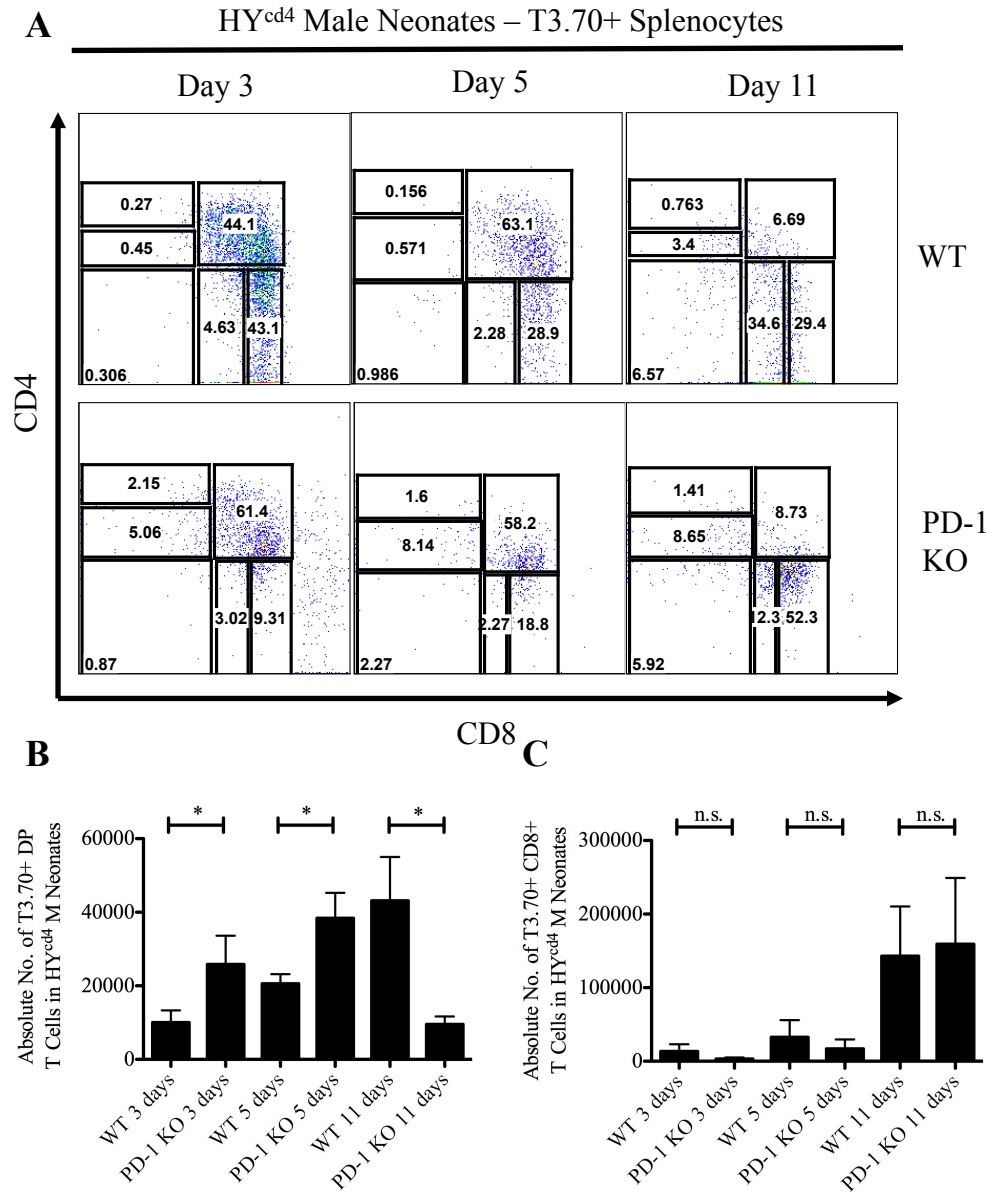 A
HYcd4 Male Neonates – T3.70+ Splenocytes
Day 3
Day 5
Day 11
0.27
44.1
0.45
4.63
43.1
0.306
0.156
63.1
0.571
2.28
28.9
0.986
0.763
6.69
3.4
34.6
29.4
6.57
WT
2.15
61.4
5.06
3.02
9.31
0.87
1.6
58.2
8.14
2.27
18.8
2.27
1.41
8.73
8.65
12.3
52.3
5.92
PD-1
KO
CD4
CD8
B
Absolute No. of T3.70+ DP
T Cells in HYcd4 M Neonates
60000
40000
20000
0
*
*
*
WT 3 days
PD-1 KO 3 days
WT 5 days
PD-1 KO 5 days
WT 11 days
PD-1 KO 11 days
C
Absolute No. of T3.70+ CD8+
T Cells in HYcd4 M Neonates
300000
200000
100000
0
n.s.
n.s.
n.s.
WT 3 days
PD-1 KO 3 days
WT 5 days
PD-1 KO 5 days
WT 11 days
PD-1 KO 11 days